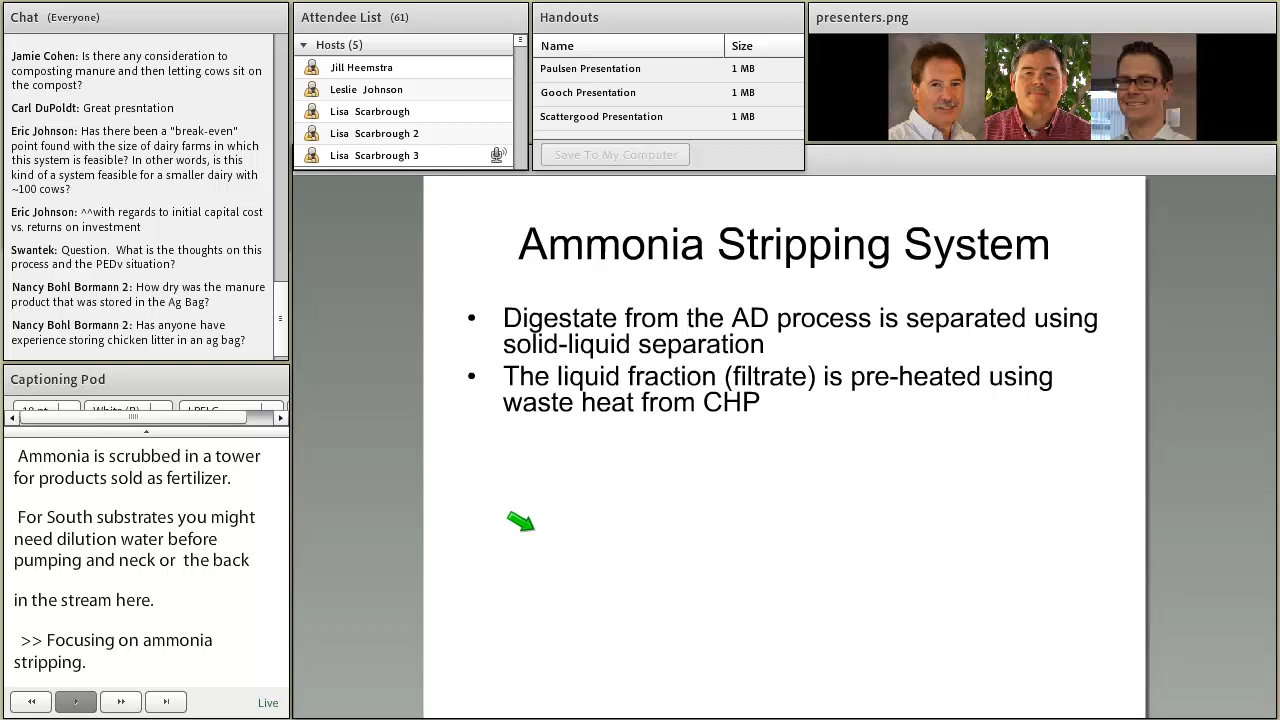 Chat (Everyone)
Jamie Cohen: Is there any consideration to
composting manure and then letting cows sit on
the compost?
Carl DuPoldt: Great presntation
Eric Johnson: Has there been a "break-even"
point found with the size of dairy farms in which
this system is feasible? In other words, is this
kind of a system feasible for a smaller dairy with
~100 cows?
Eric Johnson: ^^with regards to initial capital cost
vs. returns on investment
Swantek: Question. What is the thoughts on this
process and the PEDv situation?
Nancy Bohl Bormann 2: How dry was the manure
product that was stored in the Ag Bag?
Nancy Bohl Bormann 2: Has anyone have
experience storing chicken litter in an ag bag?
Captioning Pod
Ammonia is scrubbed in a tower
for products sold as fertilizer.
For South substrates you might
need dilution water before
pumping and neck or the back
in the stream here.
>> Focusing on ammonia
stripping.
Live
Attendee List (61)
Hosts (5)
Jill Heemstra
Leslie Johnson
Lisa Scarbrough
Lisa Scarbrough 2
Lisa Scarbrough 3
Handouts
Name Size
Paulsen Presentation 1 MB
Gooch Presentation 1 MB
Scattergood Presentation 1 MB
Save To My Computer
presenters.png
Ammonia Stripping System
• Digestate from the AD process is separated using
solid-liquid separation
• The liquid fraction (filtrate) is pre-heated using
waste heat from CHP